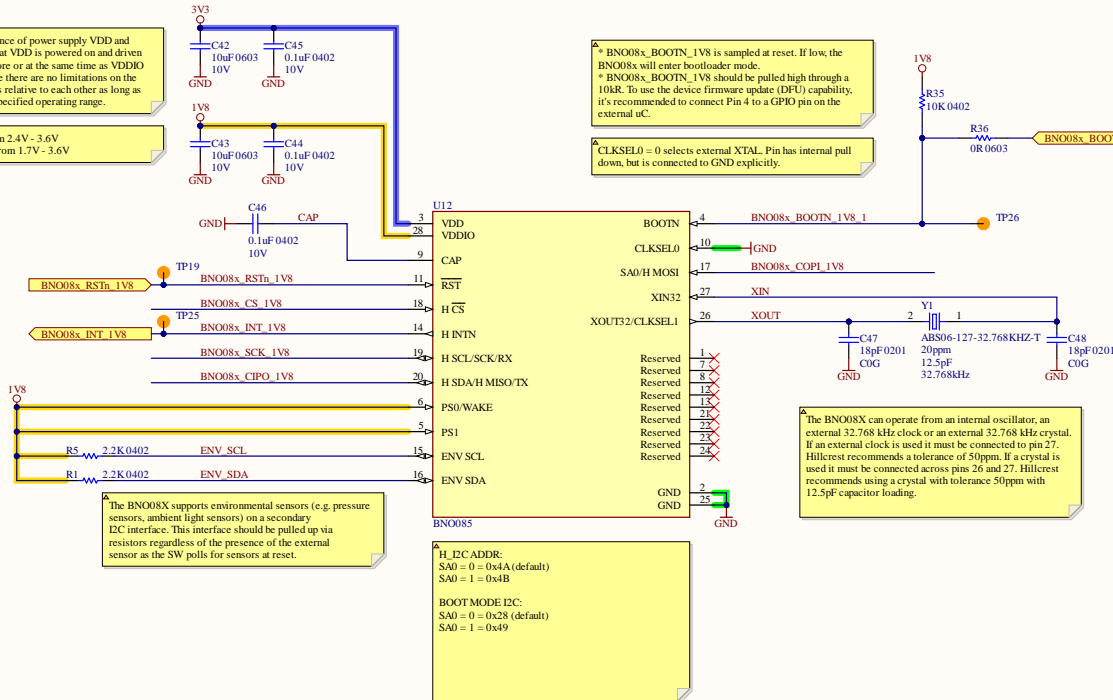 3V3
C42
10uF 0603
10V
GND
C45
0.1uF 0402
10V
GND
1V8
C43
10uF 0603
10V
GND
C44
0.1uF 0402
10V
GND
ence of power supply VDD and
at VDD is powered on and driven
ore or at the same time as VDDIO
e there are no limitations on the
s relative to each other as long as
pecified operating range.
2.4V - 3.6V
rom 1.7V - 3.6V
* BNO08x_BOOTN_1V8 is sampled at reset. If low, the
BNO08x will enter bootloader mode.
* BNO08x_BOOTN_1V8 should be pulled high through a
10kR. To use the device firmware update (DFU) capability,
it's recommended to connect Pin 4 to a GPIO pin on the
external uC.
CLKSEL0 = 0 selects external XTAL. Pin has internal pull
down, but is connected to GND explicitly.
1V8
R35
10K 0402
R36
0R 0603
BNO08x_BOO
GND
C46
0.1uF 0402
10V
CAP
TP19
BNO08x_RSTn_1V8
BNO08x_RSTn_1V8
BNO08x_CS_1V8
TP25
BNO08x_INT_1V8
BNO08x_INT_1V8
BNO08x_SCK_1V8
BNO08x_CIPO_1V8
1V8
R5 2.2K 0402 ENV_SCL
R1 2.2K 0402 ENV_SDA
U12
3 VDD
28 VDDIO
9 CAP
11 RST
18 H CS
14 H INTN
19 H SCL/SCK/RX
20 H SDA/H MISO/TX
6 PS0/WAKE
5 PS1
15 ENV SCL
16 ENV SDA
BOOTN 4
CLKSEL0 10
SA0/H MOSI 17
XIN32 27
XOUT32/CLKSEL1 26
Reserved 1
Reserved 7
Reserved 8
Reserved 12
Reserved 13
Reserved 21
Reserved 22
Reserved 23
Reserved 24
GND 2
GND 25
GND
BNO085
BNO08x_BOOTN_1V8_1
TP26
GND
BNO08x_COPI_1V8
XIN
XOUT
Y1
2 1
ABS06-127-32.768KHZ-T
20ppm
12.5pF
32.768kHz
C47
18pF 0201
C0G
GND
C48
18pF 0201
C0G
GND
The BNO08X can operate from an internal oscillator, an
external 32.768 kHz clock or an external 32.768 kHz crystal.
If an external clock is used it must be connected to pin 27.
Hillcrest recommends a tolerance of 50ppm. If a crystal is
used it must be connected across pins 26 and 27. Hillcrest
recommends using a crystal with tolerance 50ppm with
12.5pF capacitor loading.
The BNO08X supports environmental sensors (e.g. pressure
sensors, ambient light sensors) on a secondary
I2C interface. This interface should be pulled up via
resistors regardless of the presence of the external
sensor as the SW polls for sensors at reset.
H_I2C ADDR:
SA0 = 0 = 0x4A (default)
SA0 = 1 = 0x4B
BOOT MODE I2C:
SA0 = 0 = 0x28 (default)
SA0 = 1 = 0x49